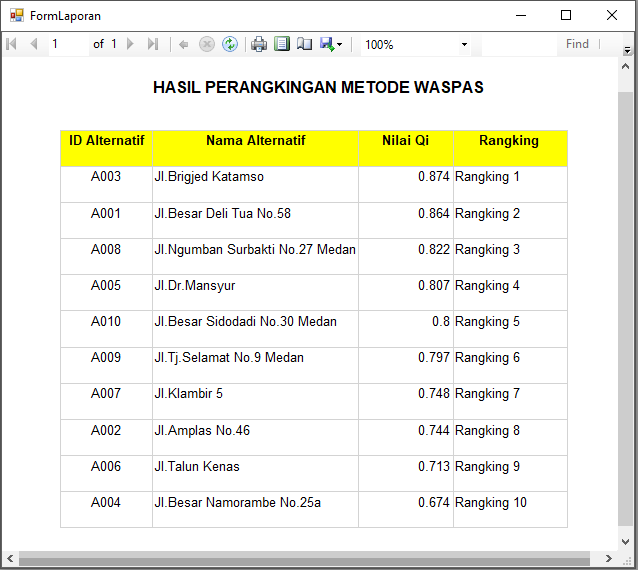 FormLaporan
1 of 1 100% Find
HASIL PERANGKINGAN METODE WASPAS
ID Alternatif Nama Alternatif Nilai Qi Rangking
A003 Jl.Brigjed Katamso 0.874 Rangking 1
A001 Jl.Besar Deli Tua No.58 0.864 Rangking 2
A008 Jl.Ngumban Surbakti No.27 Medan 0.822 Rangking 3
A005 Jl.Dr.Mansyur 0.807 Rangking 4
A010 Jl.Besar Sidodadi No.30 Medan 0.8 Rangking 5
A009 Jl.Tj.Selamat No.9 Medan 0.797 Rangking 6
A007 Jl.Klambir 5 0.748 Rangking 7
A002 Jl.Amplas No.46 0.744 Rangking 8
A006 Jl.Talun Kenas 0.713 Rangking 9
A004 Jl.Besar Namorambe No.25a 0.674 Rangking 10